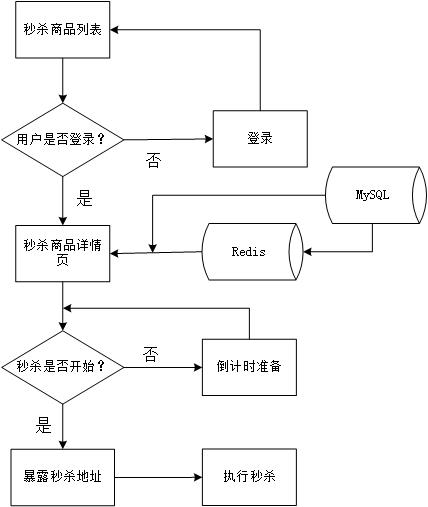 秒杀商品列表
用户是否登录?
否
登录
是
MySQL
秒杀商品详情
页
Redis
秒杀是否开始?
否
倒计时准备
是
暴露秒杀地址
执行秒杀